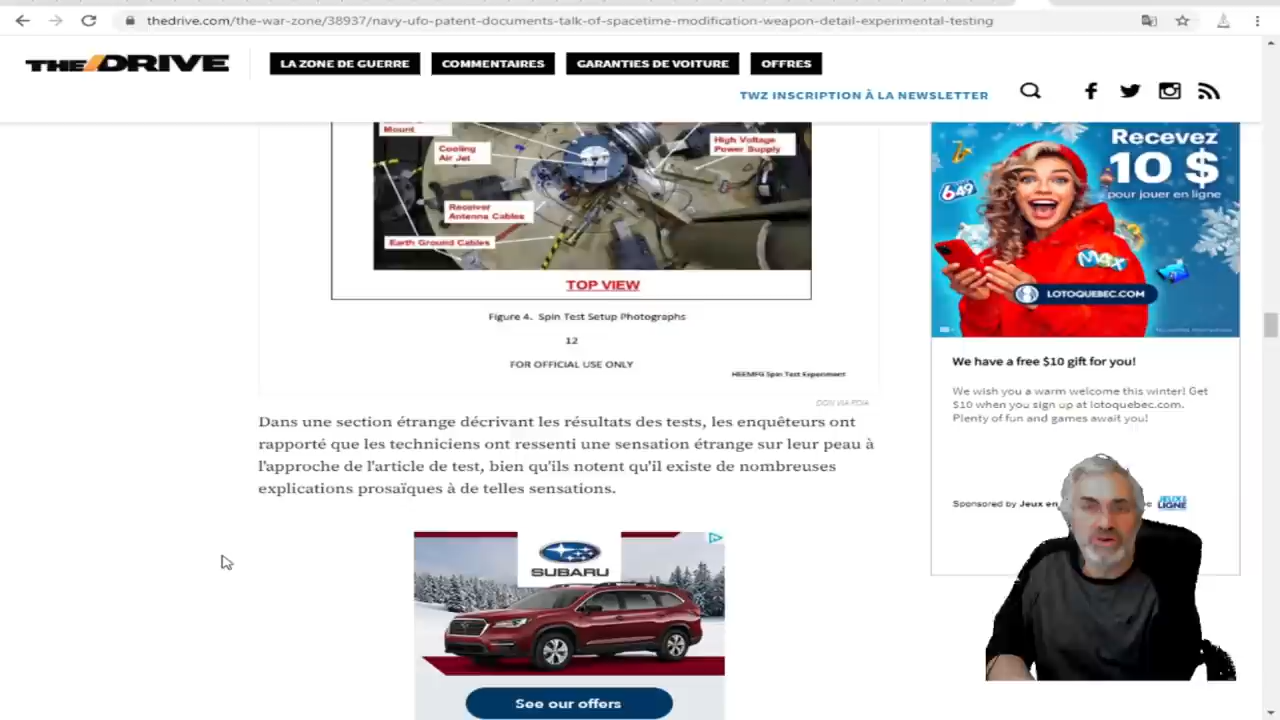 thedrive.com/the-war-zone/38937/navy-ufo-patent-documents-talk-of-spacetime-modification-weapon-detail-experimental-testing
THE/DRIVE
LA ZONE DE GUERRE
COMMENTAIRES
GARANTIES DE VOITURE
OFFRES
TWZ INSCRIPTION À LA NEWSLETTER
Mount
Cooling
Air Jet
High Voltage
Power Supply
Receiver
Antenna Cables
Earth Ground Cables
TOP VIEW
Figure 4. Spin Test Setup Photographs
12
FOR OFFICIAL USE ONLY
HEEMFG Spin Test Experiment
DON VIA FOIA
Dans une section étrange décrivant les résultats des tests, les enquêteurs ont
rapporté que les techniciens ont ressenti une sensation étrange sur leur peau à
l'approche de l'article de test, bien qu'ils notent qu'il existe de nombreuses
explications prosaïques à de telles sensations.
SUBARU
See our offers
Recevez
10 $
pour jouer en ligne
649
MAX
LOTOQUEBEC.COM
We have a free $10 gift for you!
We wish you a warm welcome this winter! Get
$10 when you sign up at lotoquebec.com.
Plenty of fun and games await you!
Sponsored by Jeux en
LIGNE